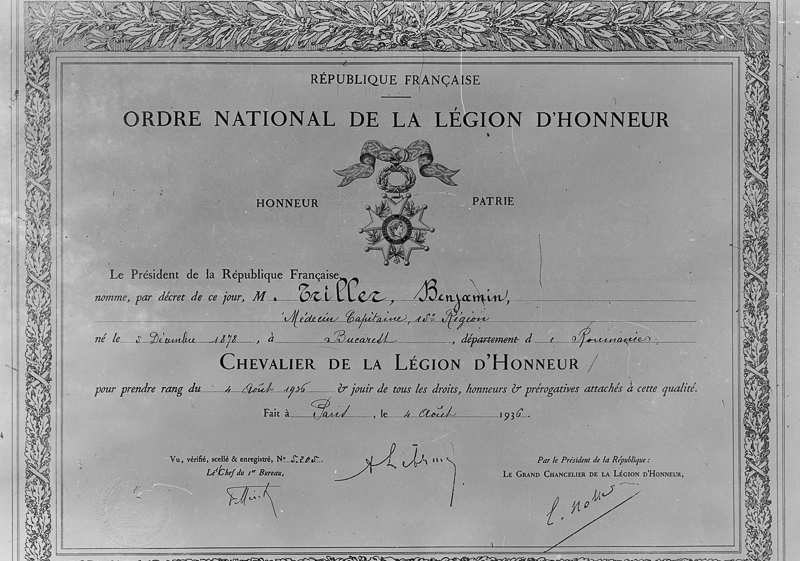 RÉPUBLIQUE FRANÇAISE
ORDRE NATIONAL DE LA LÉGION D'HONNEUR
HONNEUR PATRIE
Le Président de la République Française
nomme, par décret de ce jour, M. Triller, Benjamin,
Médecin Capitaine, Région
né le 3 Décembre 1878, à Bucarest, département d Roumanie
CHEVALIER DE LA LÉGION D'HONNEUR
pour prendre rang du 4 Août 1936 & jouir de tous les droits, honneurs & prérogatives attachés à cette qualité.
Fait à Paris, le 4 Août 1936.
Vu, vérifié, scellé & enregistré, Nº 5.205.
Le Chef du 1er Bureau,
Par le Président de la République :
LE GRAND CHANCELIER DE LA LÉGION D'HONNEUR,